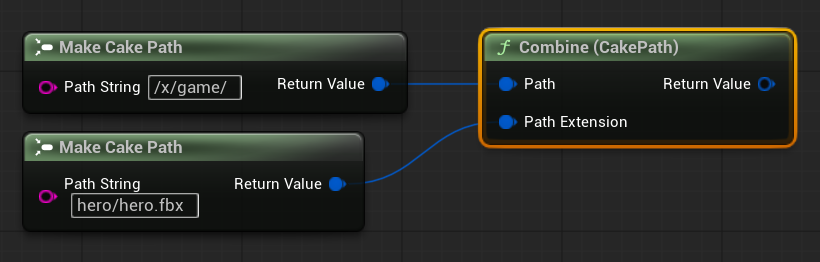 Make Cake Path
Path String /x/game/ Return Value
Make Cake Path
Path String Return Value
hero/hero.fbx
f Combine (CakePath)
Path Return Value
Path Extension